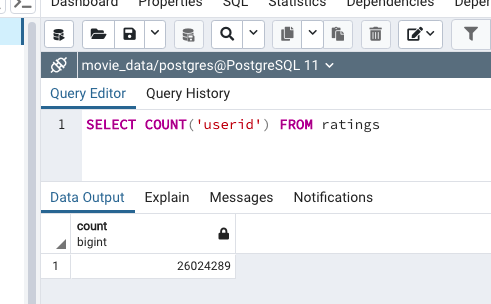 Dashboard Properties SQL Statistics Dependencies
movie_data/postgres@PostgreSQL 11
Query Editor Query History
1 SELECT COUNT('userid') FROM ratings
Data Output Explain Messages Notifications
count
bigint
1 26024289